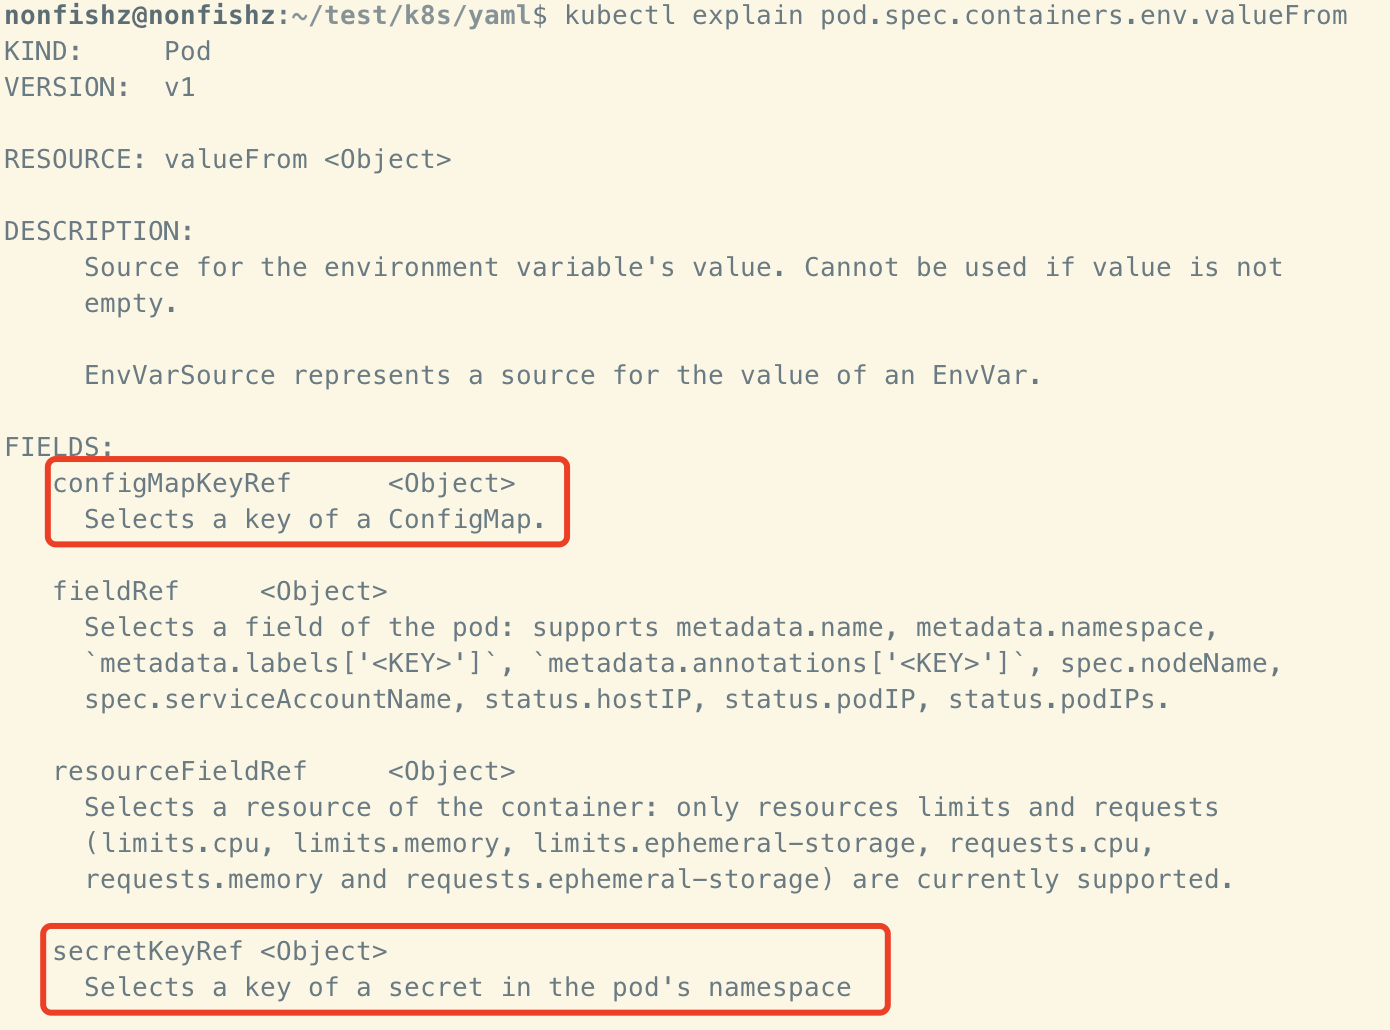 nonfishz@nonfishz:~/test/k8s/yaml$ kubectl explain pod.spec.containers.env.valueFrom
KIND:     Pod
VERSION:  v1
RESOURCE: valueFrom <Object>
DESCRIPTION:
Source for the environment variable's value. Cannot be used if value is not
empty.
EnvVarSource represents a source for the value of an EnvVar.
FIELDS:
configMapKeyRef      <Object>
Selects a key of a ConfigMap.
fieldRef     <Object>
Selects a field of the pod: supports metadata.name, metadata.namespace,
`metadata.labels['<KEY>']`, `metadata.annotations['<KEY>']`, spec.nodeName,
spec.serviceAccountName, status.hostIP, status.podIP, status.podIPs.
resourceFieldRef     <Object>
Selects a resource of the container: only resources limits and requests
(limits.cpu, limits.memory, limits.ephemeral-storage, requests.cpu,
requests.memory and requests.ephemeral-storage) are currently supported.
secretKeyRef <Object>
Selects a key of a secret in the pod's namespace